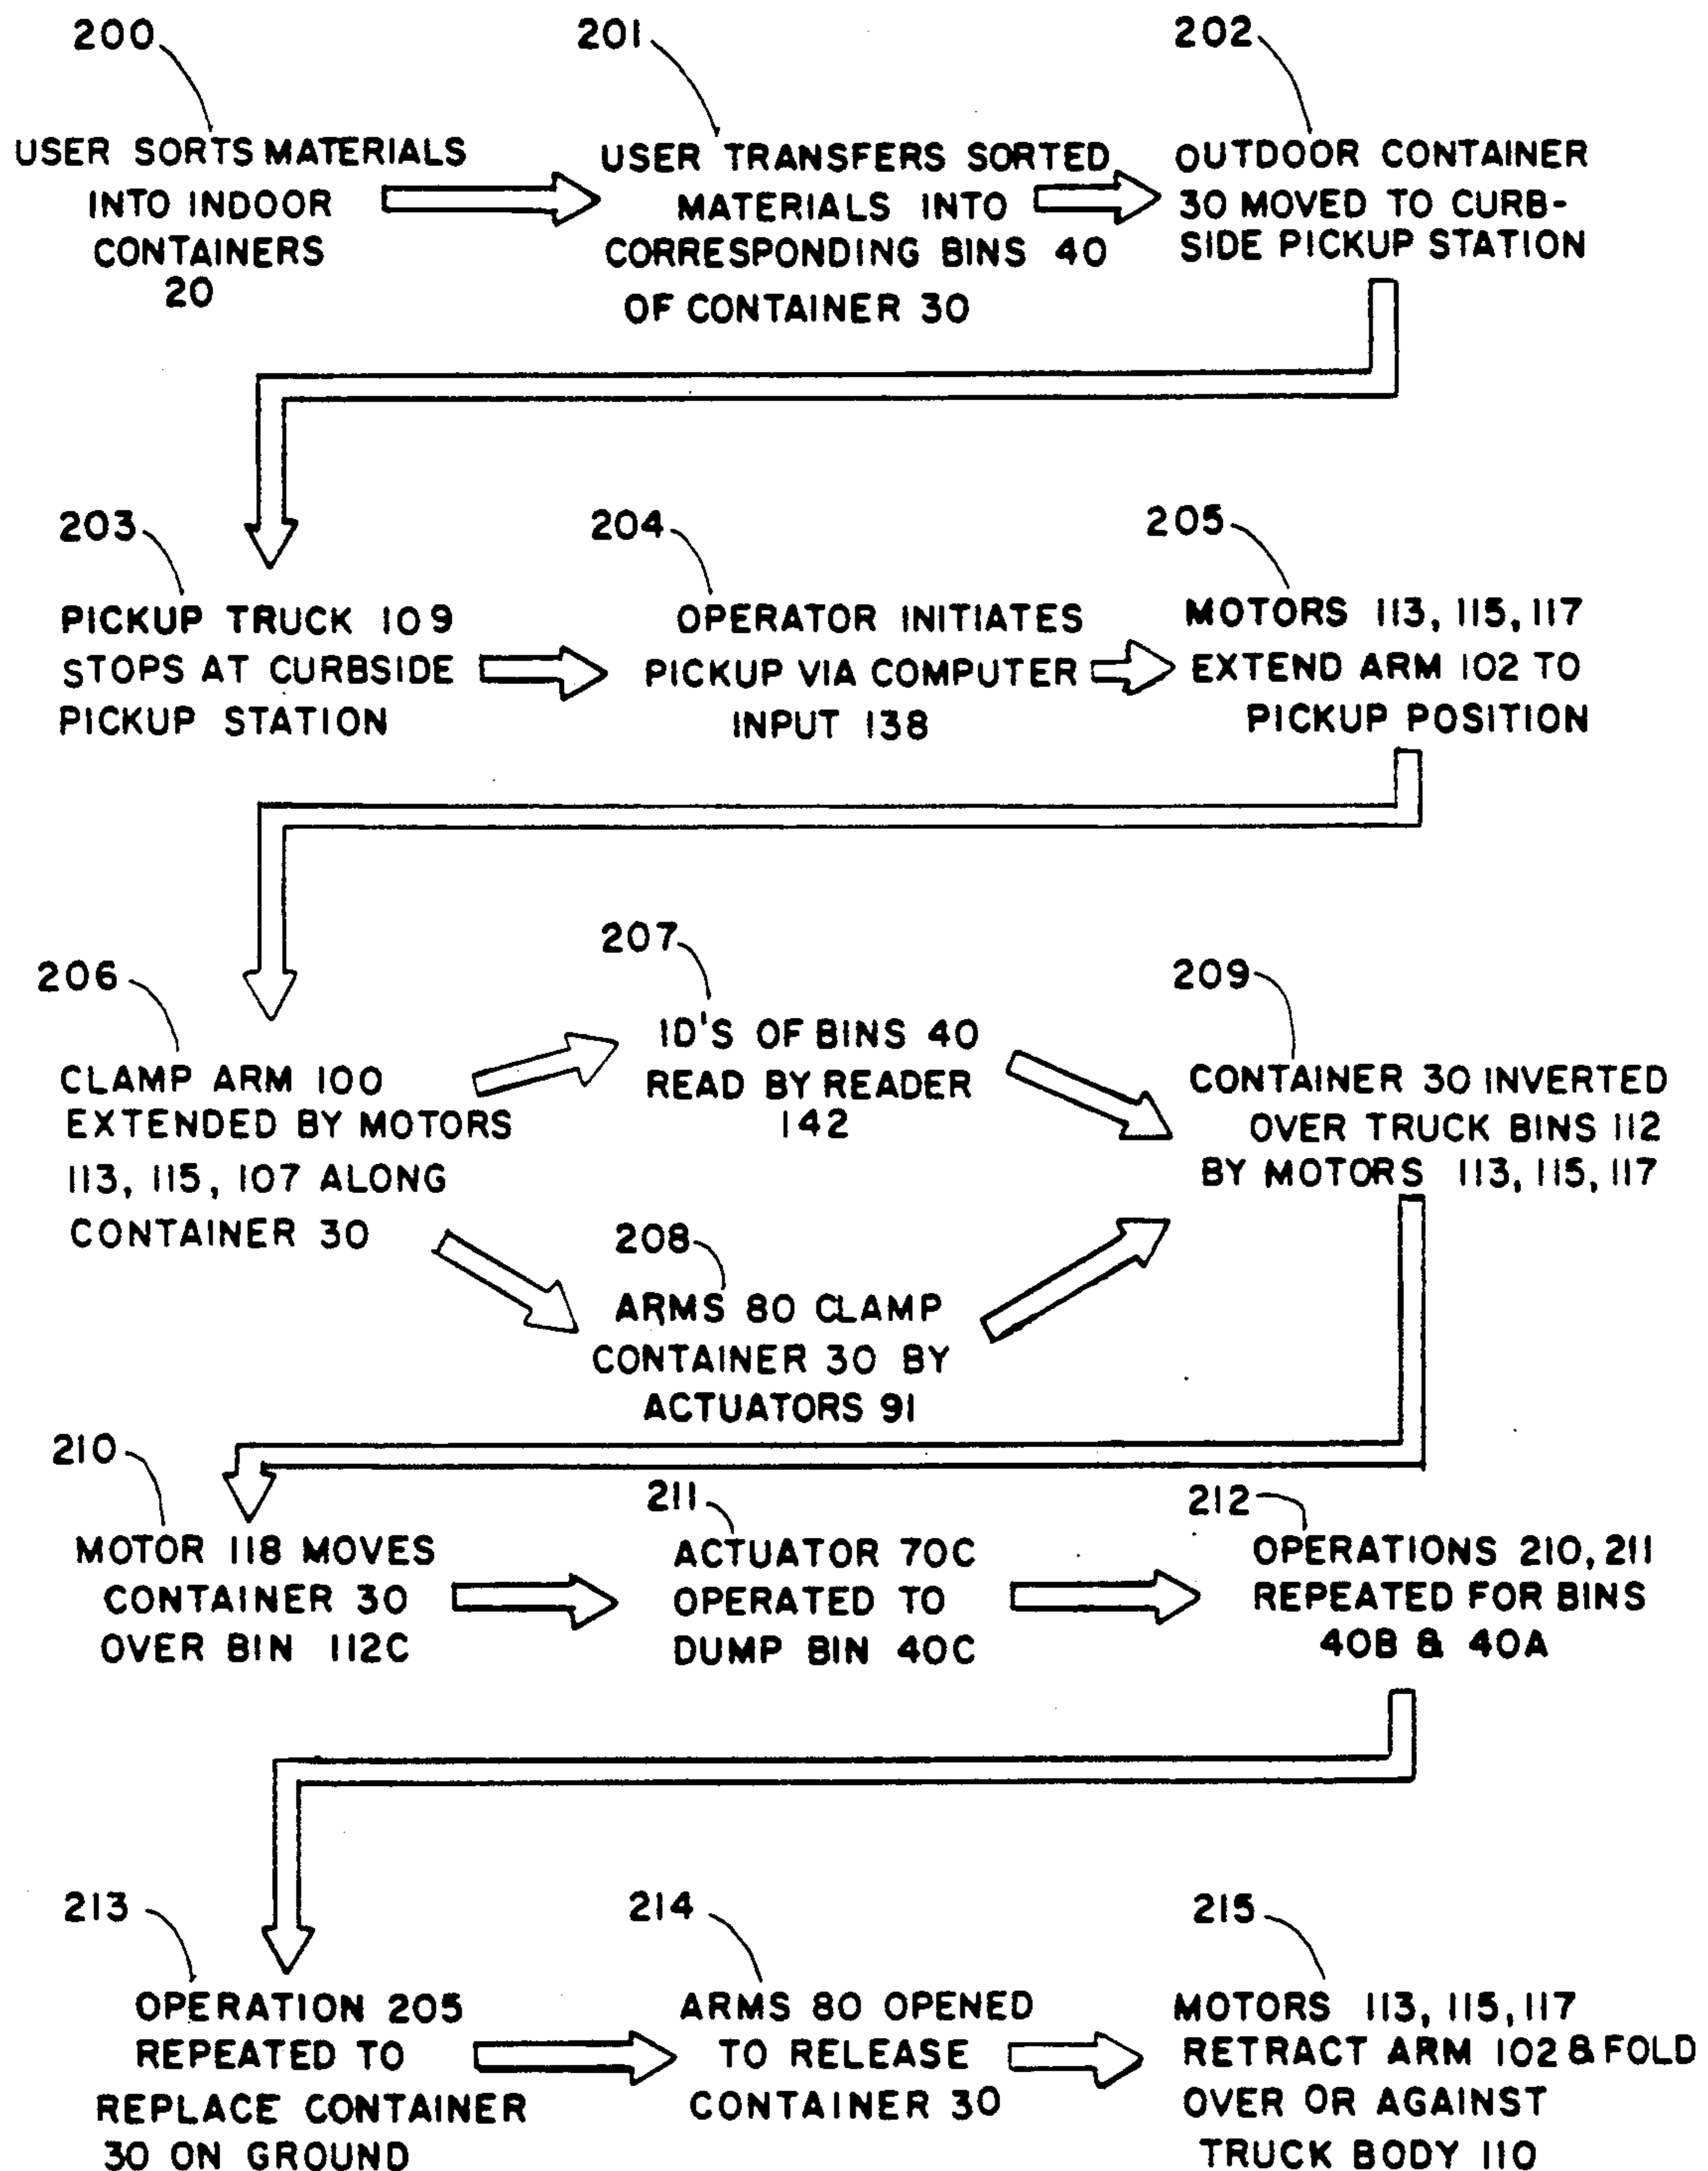 200
USER SORTS MATERIALS
INTO INDOOR
CONTAINERS
20
201
USER TRANSFERS SORTED
MATERIALS INTO
CORRESPONDING BINS 40
OF CONTAINER 30
202
OUTDOOR CONTAINER
30 MOVED TO CURB-
SIDE PICKUP STATION
203
PICKUP TRUCK 109
STOPS AT CURBSIDE
PICKUP STATION
204
OPERATOR INITIATES
PICKUP VIA COMPUTER
INPUT 138
205
MOTORS 113, 115, 117
EXTEND ARM 102 TO
PICKUP POSITION
206
CLAMP ARM 100
EXTENDED BY MOTORS
113, 115, 107 ALONG
CONTAINER 30
207
ID'S OF BINS 40
READ BY READER
142
208
ARMS 80 CLAMP
CONTAINER 30 BY
ACTUATORS 91
209
CONTAINER 30 INVERTED
OVER TRUCK BINS 112
BY MOTORS 113, 115, 117
210
MOTOR 118 MOVES
CONTAINER 30
OVER BIN 112C
211
ACTUATOR 70C
OPERATED TO
DUMP BIN 40C
212
OPERATIONS 210, 211
REPEATED FOR BINS
40B & 40A
213
OPERATION 205
REPEATED TO
REPLACE CONTAINER
30 ON GROUND
214
ARMS 80 OPENED
TO RELEASE
CONTAINER 30
215
MOTORS 113, 115, 117
RETRACT ARM 102 & FOLD
OVER OR AGAINST
TRUCK BODY 110